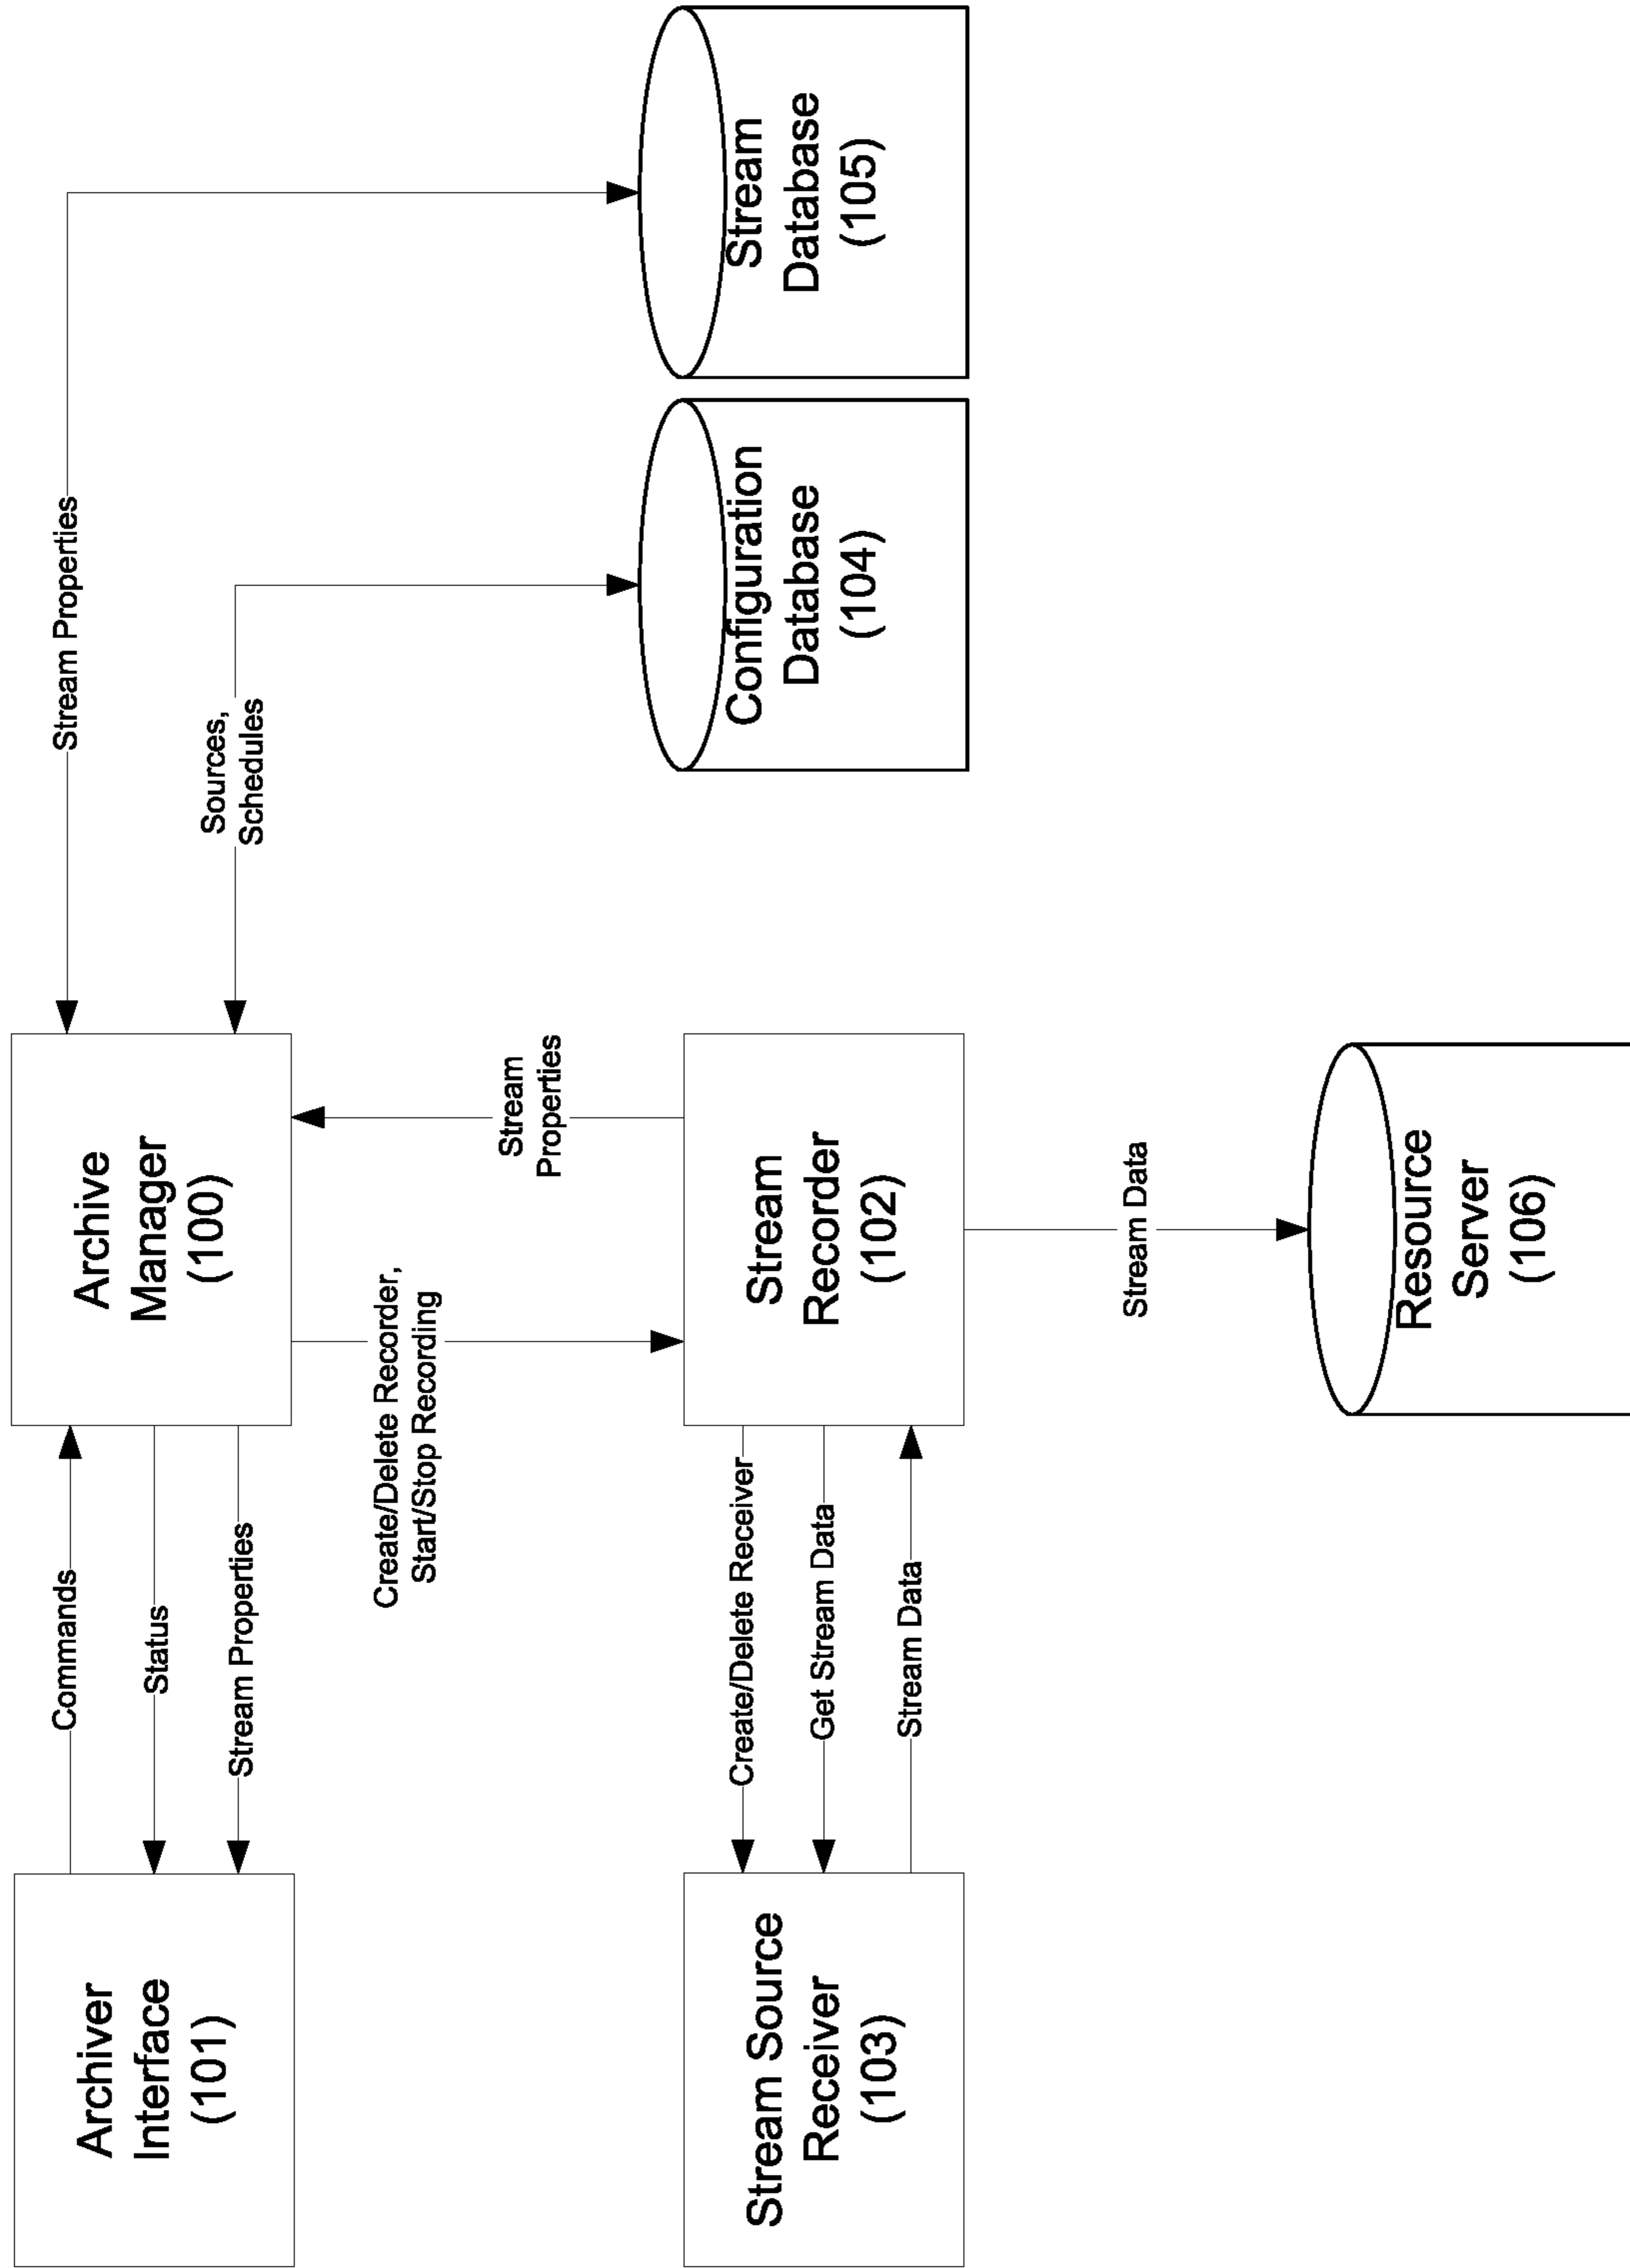 Archiver
Interface
(101)
Commands
Status
Stream Properties
Archive
Manager
(100)
Stream Properties
Sources,
Schedules
Create/Delete Recorder,
Start/Stop Recording
Stream
Properties
Stream Source
Receiver
(103)
Create/Delete Receiver
Get Stream Data
Stream Data
Stream
Recorder
(102)
Configuration
Database
(104)
Stream
Database
(105)
Stream Data
Resource
Server
(106)